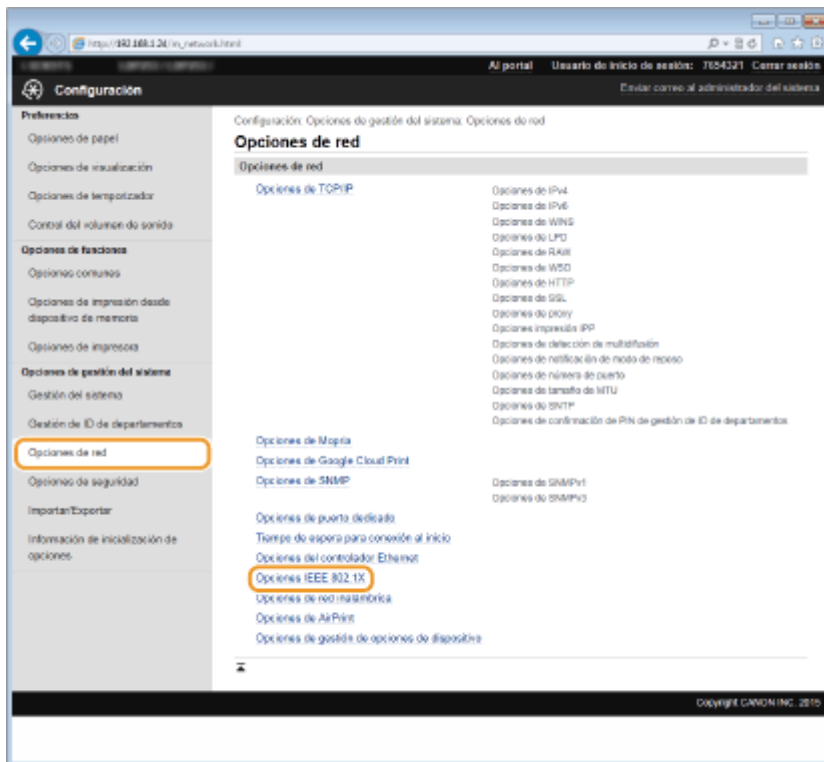 http://192.168.1.24/m_network.html
Al portal Usuario de inicio de sesión: 7654321 Cerrar sesión
Configuración
Enviar correo al administrador del sistema
Preferencias
Opciones de papel
Opciones de visualización
Opciones de temporizador
Control del volumen de sonido
Opciones de funciones
Opciones comunes
Opciones de impresión desde
dispositivo de memoria
Opciones de impresora
Opciones de gestión del sistema
Gestión del sistema
Gestión de ID de departamentos
Opciones de red
Opciones de seguridad
Importar/Exportar
Información de inicialización de
opciones
Configuración: Opciones de gestión del sistema: Opciones de red
Opciones de red
Opciones de red
Opciones de TCP/IP
Opciones de IPv4
Opciones de IPv6
Opciones de WINS
Opciones de LPD
Opciones de RAW
Opciones de WSD
Opciones de HTTP
Opciones de SSL
Opciones de proxy
Opciones impresión IPP
Opciones de detección de multidifusión
Opciones de notificación de modo de reposo
Opciones de número de puerto
Opciones de tamaño de MTU
Opciones de SNTP
Opciones de confirmación de PIN de gestión de ID de departamentos
Opciones de Mopria
Opciones de Google Cloud Print
Opciones de SNMP
Opciones de SNMPv1
Opciones de SNMPv3
Opciones de puerto dedicado
Tiempo de espera para conexión al inicio
Opciones del controlador Ethernet
Opciones IEEE 802.1X
Opciones de red inalámbrica
Opciones de AirPrint
Opciones de gestión de opciones de dispositivo
Copyright CANON INC. 2015